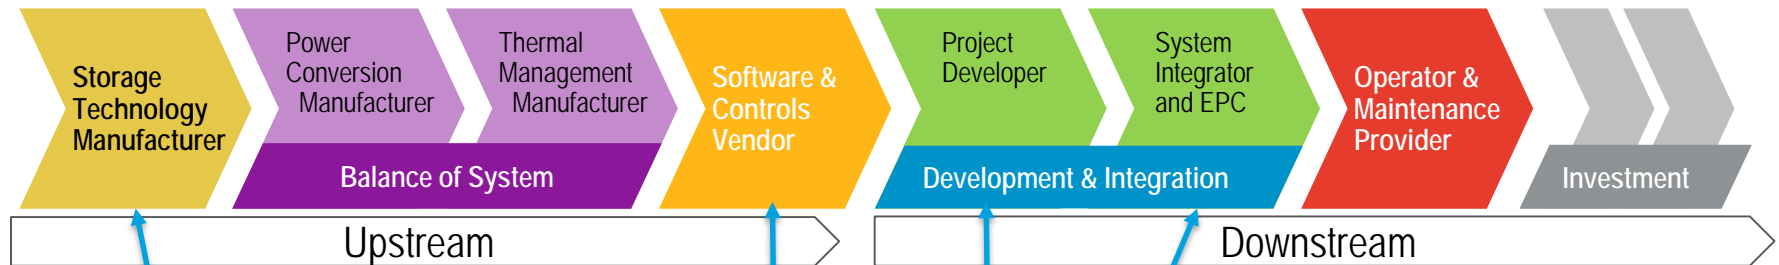 Storage
Technology
Manufacturer
Power
Conversion
Manufacturer
Thermal
Management
Manufacturer
Balance of System
Software &
Controls
Vendor
Project
Developer
System
Integrator
and EPC
Development & Integration
Operator &
Maintenance
Provider
Investment
Upstream
Downstream